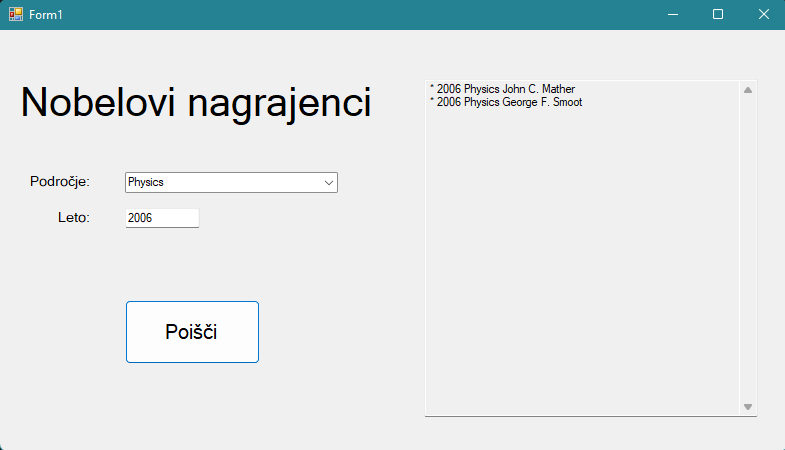 Form1
Nobelovi nagrajenci
Področje:
Physics
Leto:
2006
Poišči
* 2006 Physics John C. Mather
* 2006 Physics George F. Smoot